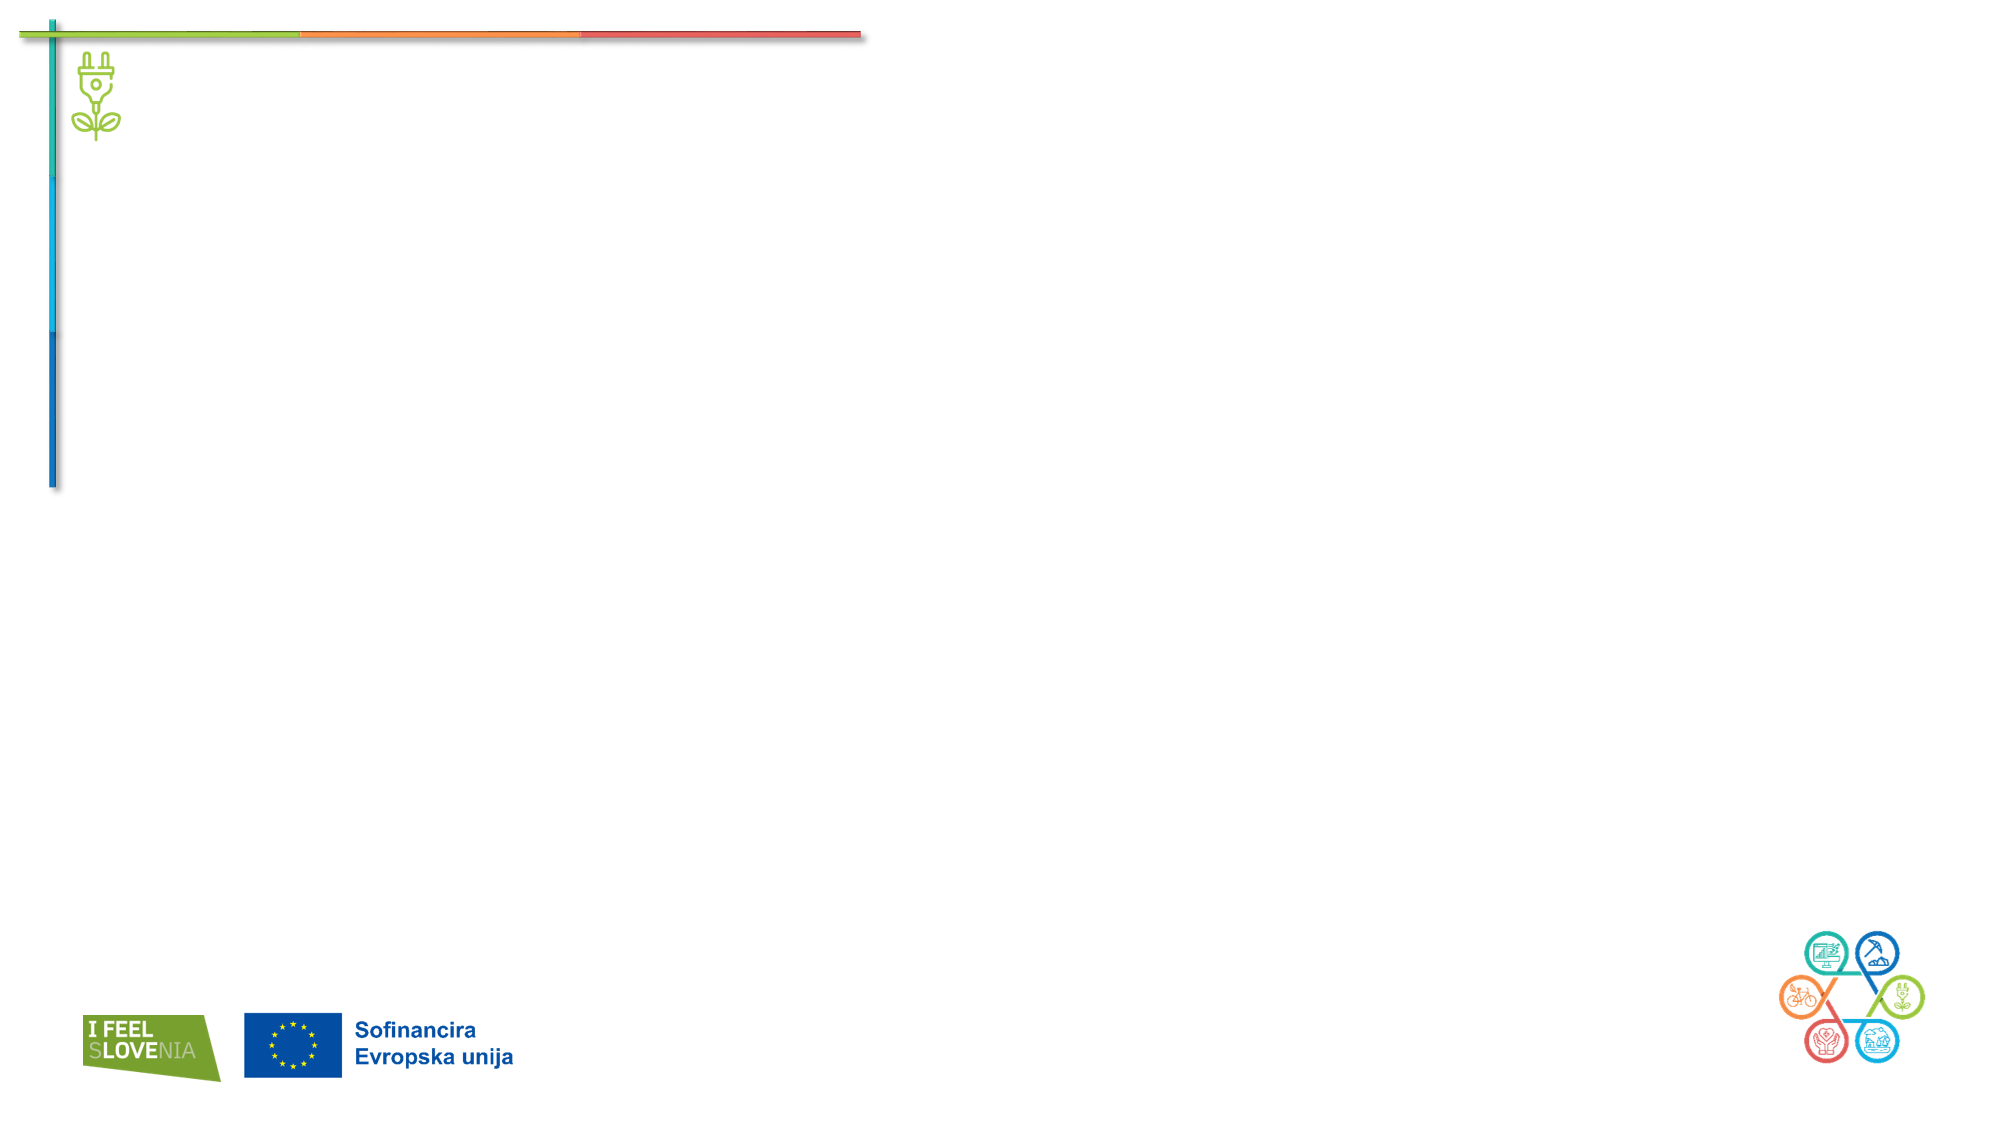 I FEEL
SLOVENIA
Sofinancira
Evropska unija